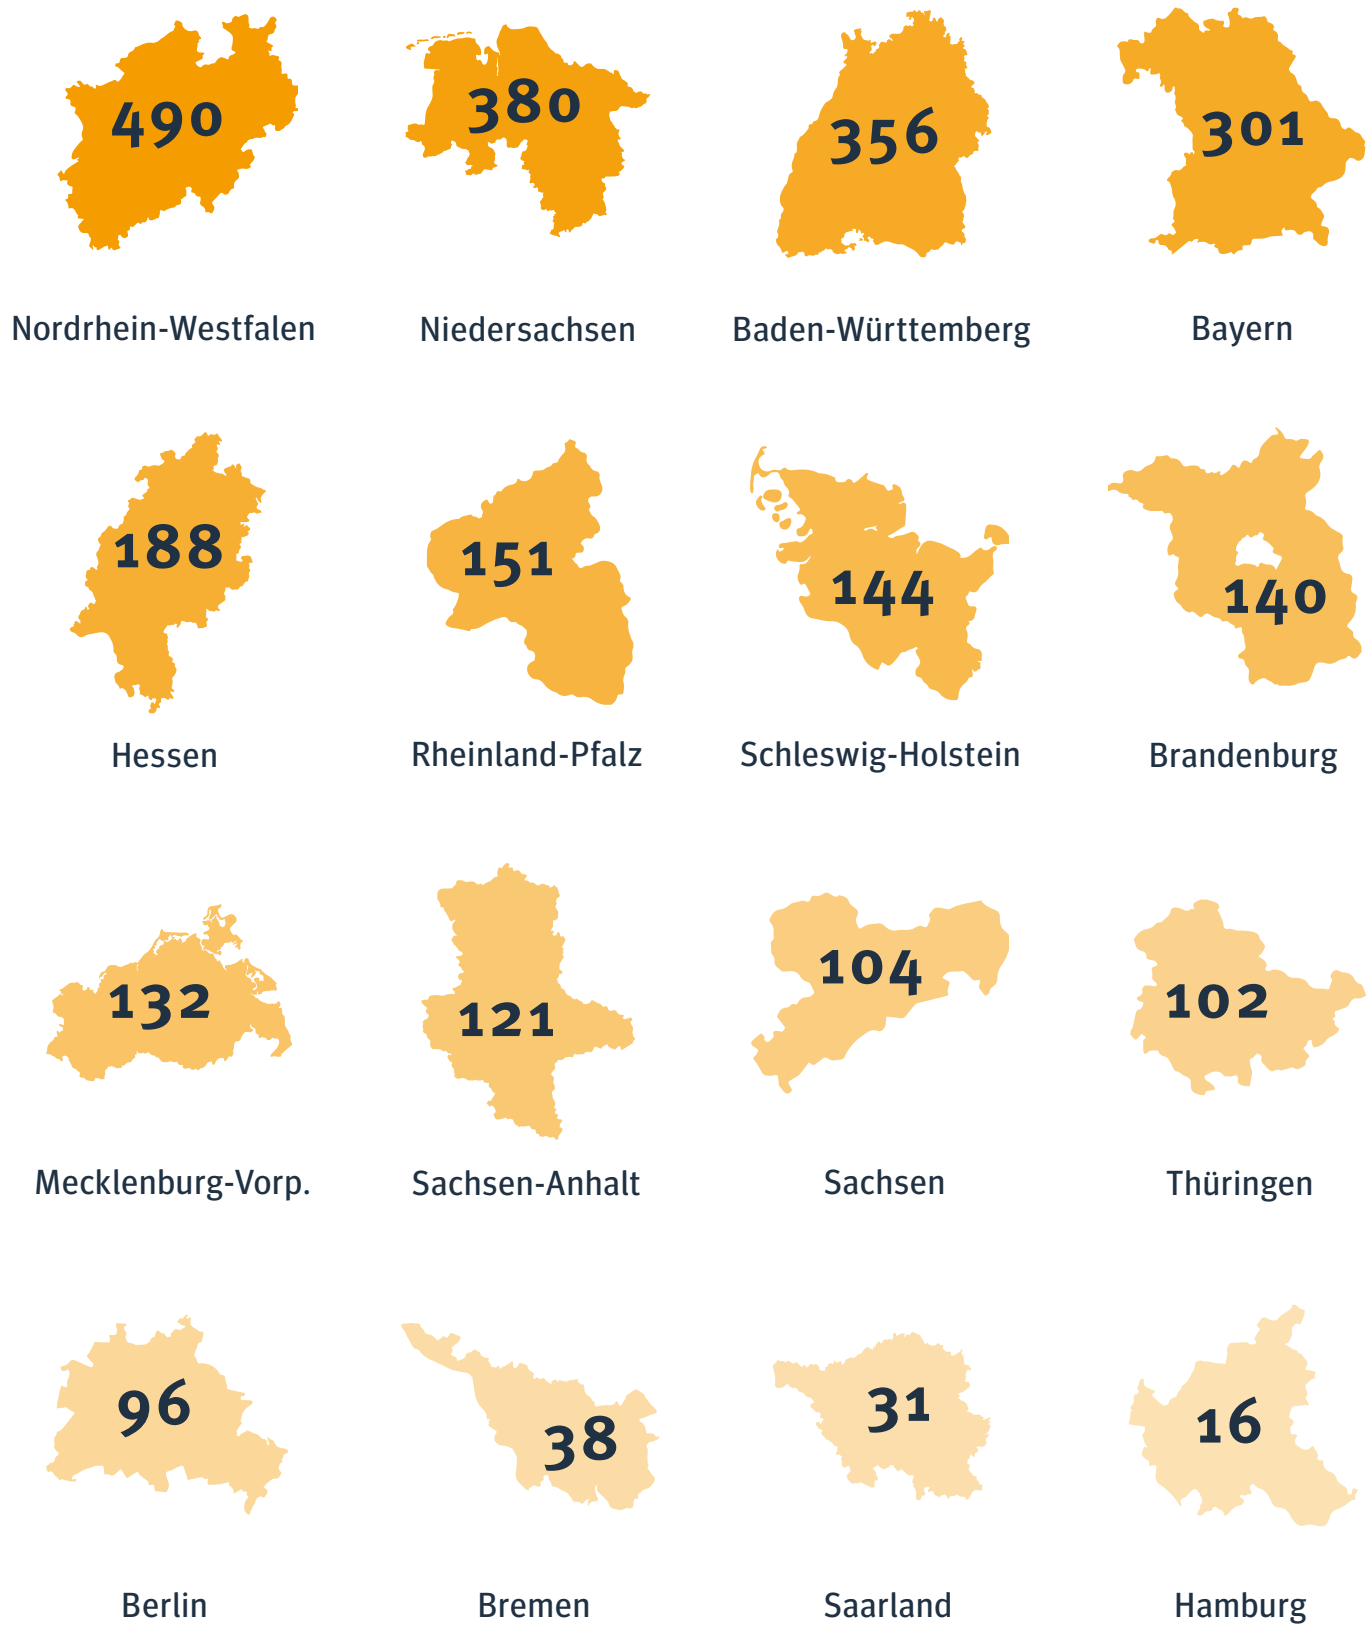 490
380
356
301
Nordrhein-Westfalen
Niedersachsen
Baden-Württemberg
Bayern
188
151
144
140
Hessen
Rheinland-Pfalz
Schleswig-Holstein
Brandenburg
132
121
104
102
Mecklenburg-Vorp.
Sachsen-Anhalt
Sachsen
Thüringen
96
38
31
16
Berlin
Bremen
Saarland
Hamburg